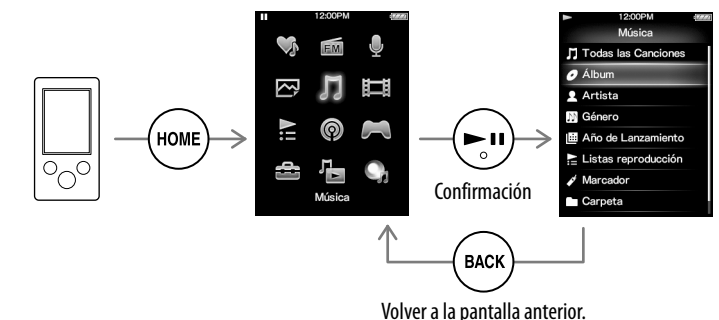 12:00PM
FM
Música
HOME
Confirmación
12:00PM
Música
Todas las Canciones
Álbum
Artista
Género
Año de Lanzamiento
Listas reproducción
Marcador
Carpeta
BACK
Volver a la pantalla anterior.